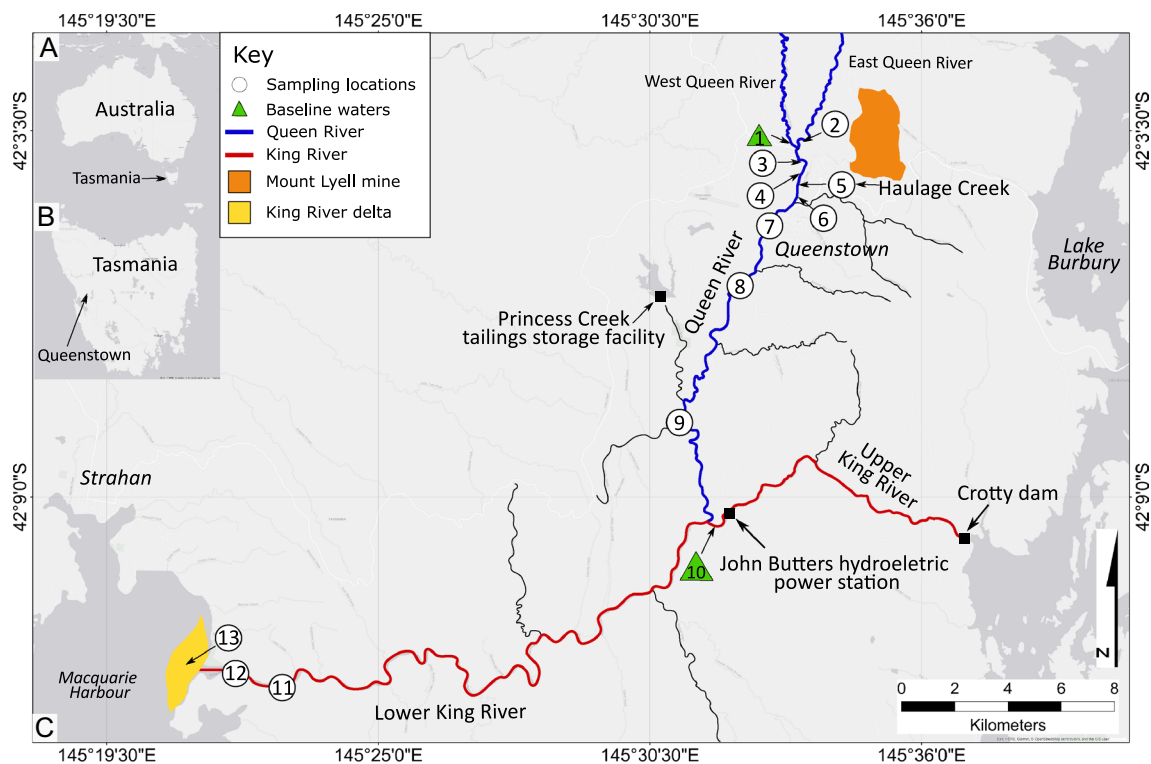 145°19'30"E
145°25'0"E
145°30'30"E
145°36'0"E
A
Australia
Tasmania
B
Tasmania
Queenstown
C
Key
Sampling locations
Baseline waters
Queen River
King River
Mount Lyell mine
King River delta
42°3'30"S
42°9'0"S
42°3'30"S
42°9'0"S
West Queen River
East Queen River
1
2
3
4
5
Haulage Creek
6
7
Queenstown
Lake
Burbury
Queen River
8
Princess Creek
tailings storage facility
9
Strahan
Upper
King River
Crotty dam
10
John Butters hydroeletric
power station
13
12
11
Macquarie
Harbour
Lower King River
N
0 2 4 6 8
Kilometers
145°19'30"E
145°25'0"E
145°30'30"E
145°36'0"E